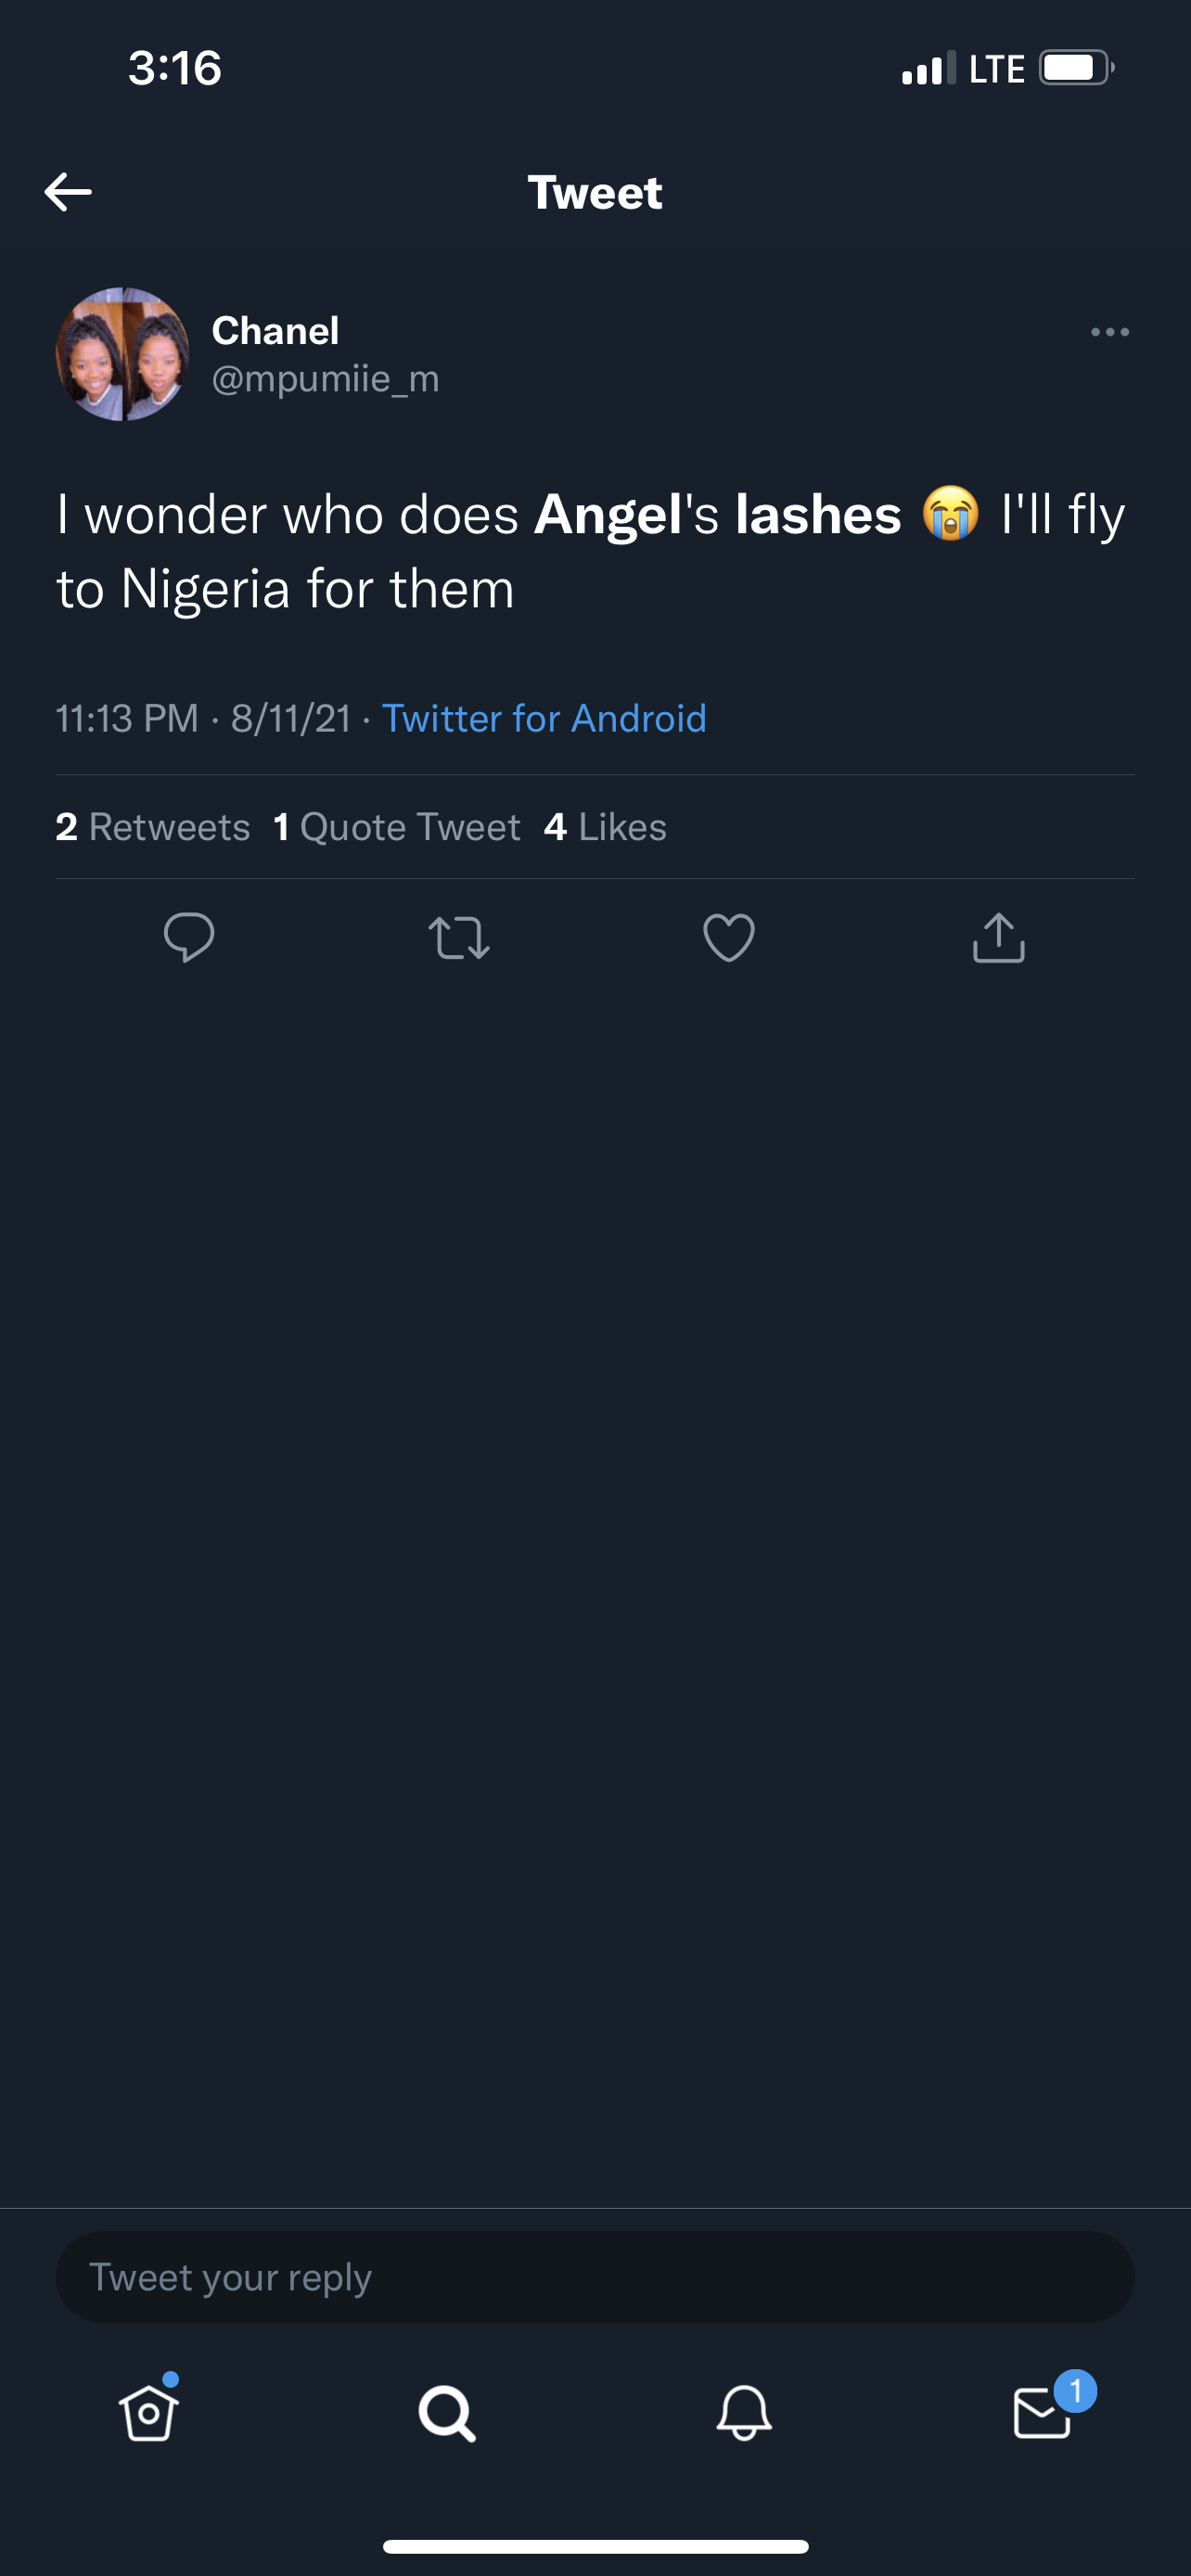 3:16 LTE
Tweet
Chanel
@mpumiie_m
I wonder who does Angel's lashes 😭 I'll fly
to Nigeria for them
11:13 PM · 8/11/21 · Twitter for Android
2 Retweets 1 Quote Tweet 4 Likes
Tweet your reply
1